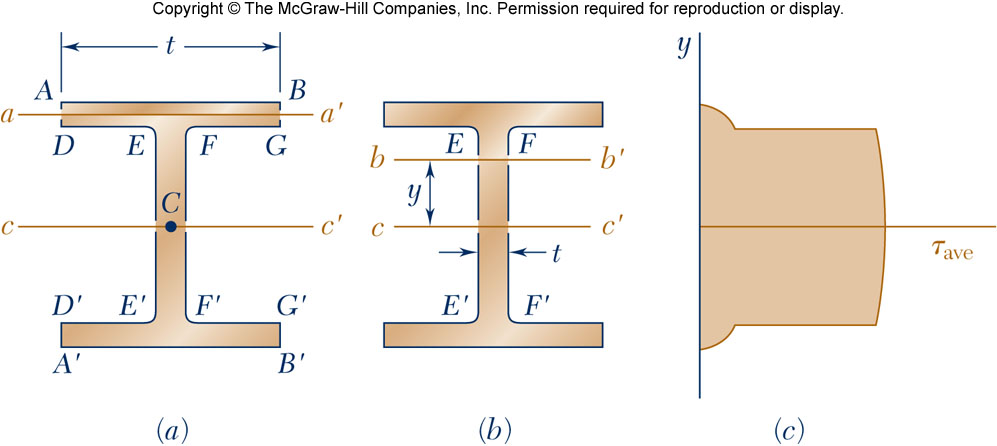 Copyright © The McGraw-Hill Companies, Inc. Permission required for reproduction or display.
t
A B
a a′
D E F G
C
c c′
D′ E′ F′ G′
A′ B′
(a)
E F
b b′
y
c c′
t
E′ F′
(b)
y
τave
(c)